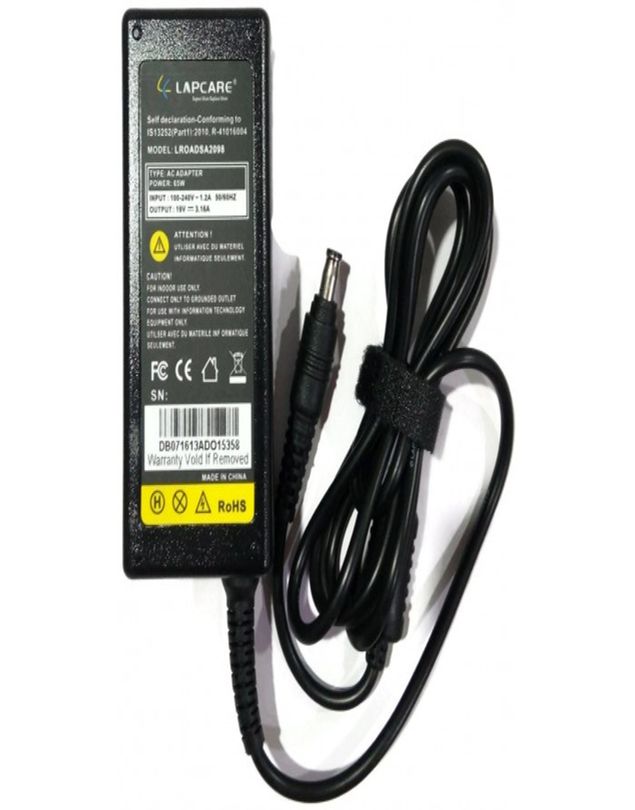 LAPCARE®
Self declaration-Conforming to
IS13252(Part1):2010, R-41016004
MODEL: LROADSA2098
TYPE: AC ADAPTER
POWER: 65W
INPUT : 100-240V ~ 1.2A 50/60HZ
OUTPUT : 19V ⎓ 3.16A
ATTENTION !
UTILISER AVEC DU MATERIEL
INFORMATIQUE SEULEMENT.
CAUTION!
FOR INDOOR USE ONLY.
CONNECT ONLY TO GROUNDED OUTLET
FOR USE WITH INFORMATION TECHNOLOGY
EQUIPMENT ONLY.
UTILISER AVEC DU MATERILE INF ORMATIQUE
SEULEMENT.
FC CE
SN:
DB071613ADO15358
Warranty Void If Removed
MADE IN CHINA
H RoHS